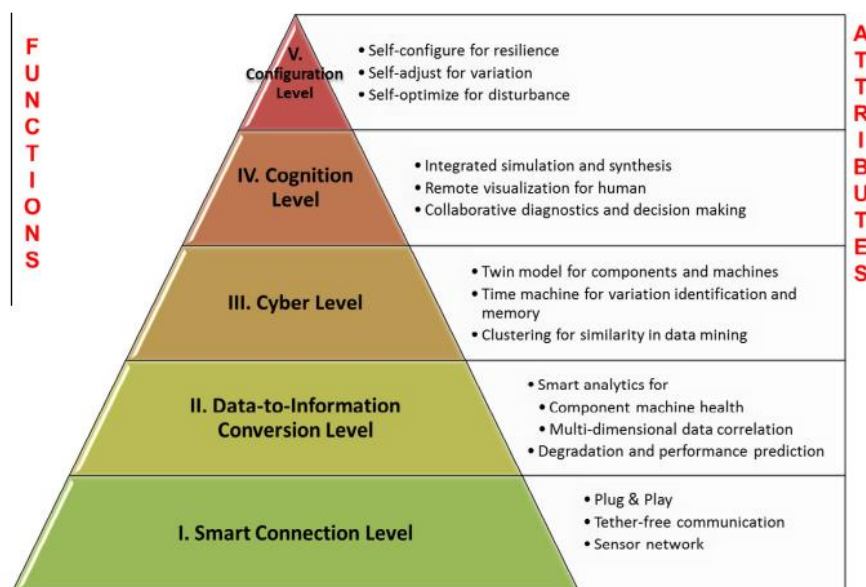 FUNCTIONS
ATTRIBUTES
V.
Configuration
Level
• Self-configure for resilience
• Self-adjust for variation
• Self-optimize for disturbance
IV. Cognition
Level
• Integrated simulation and synthesis
• Remote visualization for human
• Collaborative diagnostics and decision making
III. Cyber Level
• Twin model for components and machines
• Time machine for variation identification and
memory
• Clustering for similarity in data mining
II. Data-to-Information
Conversion Level
• Smart analytics for
• Component machine health
• Multi-dimensional data correlation
• Degradation and performance prediction
I. Smart Connection Level
• Plug & Play
• Tether-free communication
• Sensor network